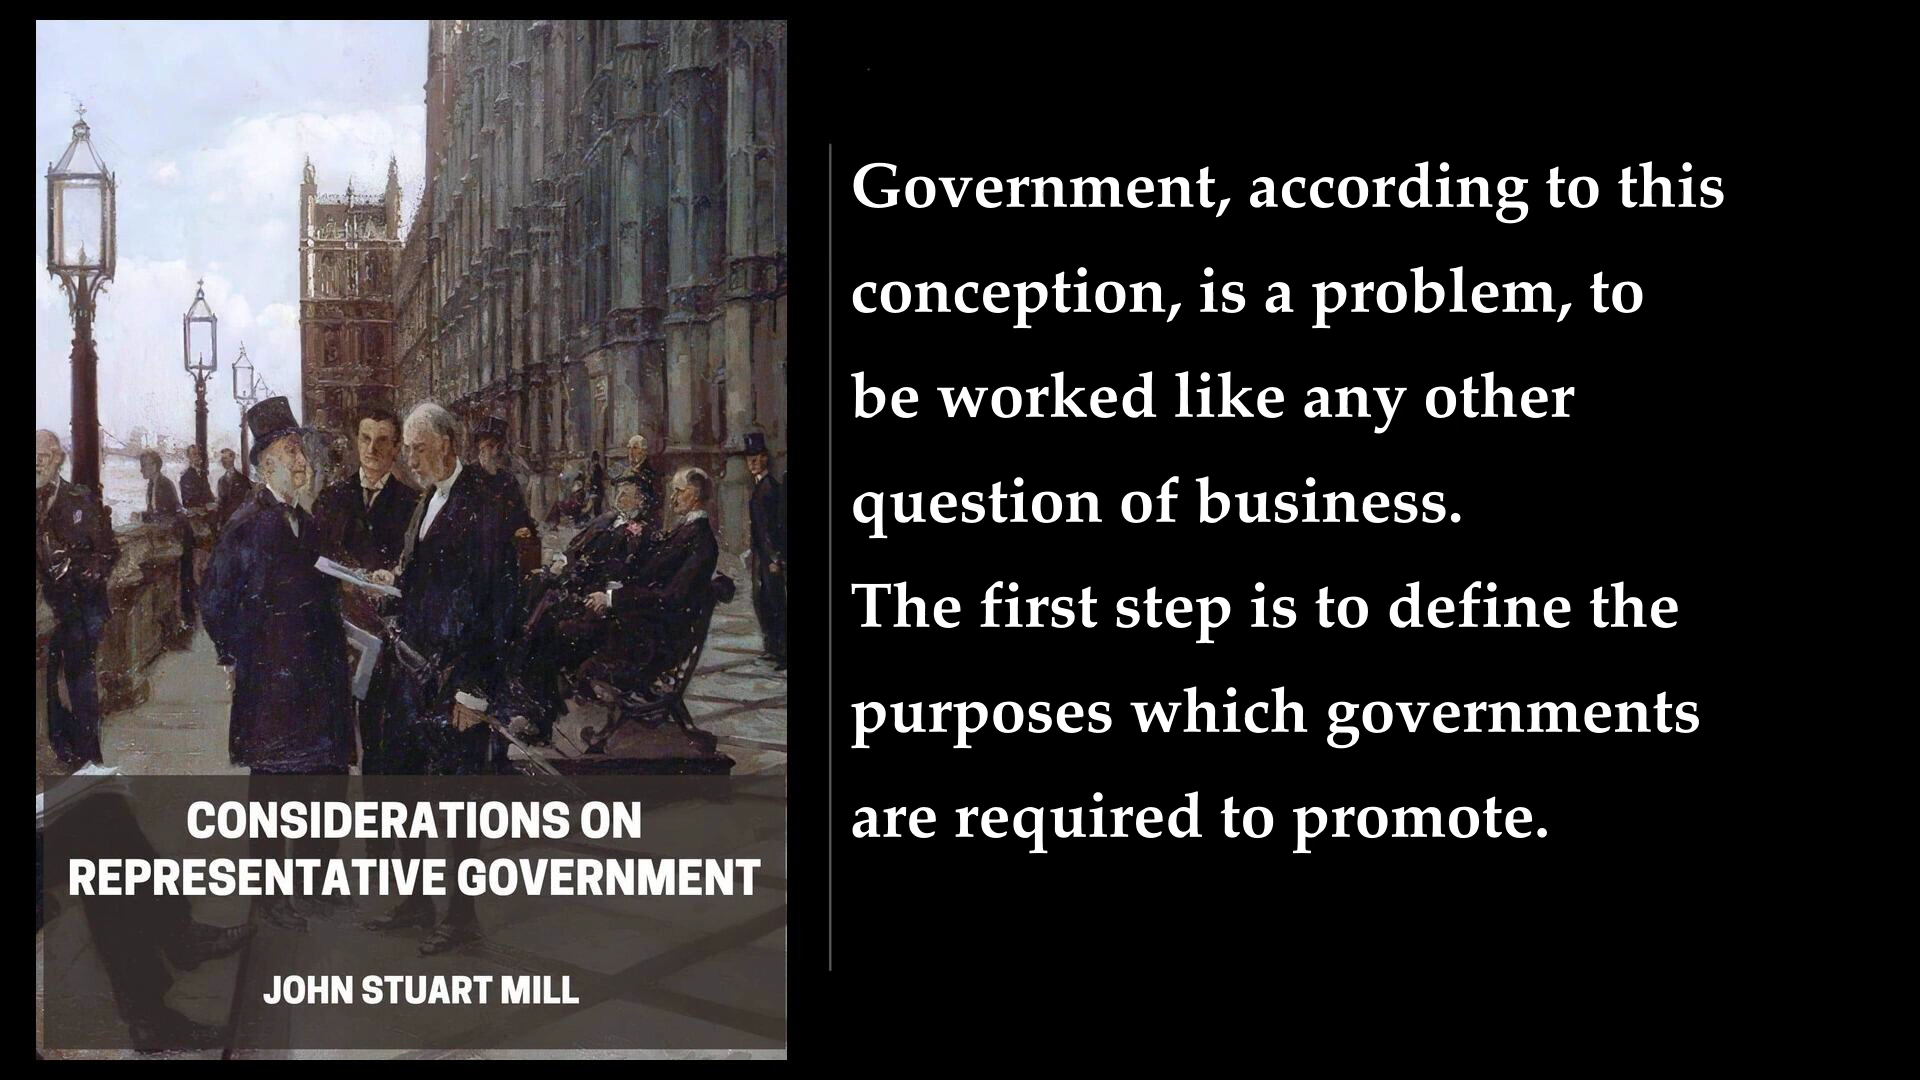 Government, according to this
conception, is a problem, to
be worked like any other
question of business.
The first step is to define the
purposes which governments
are required to promote.
CONSIDERATIONS ON
REPRESENTATIVE GOVERNMENT
JOHN STUART MILL